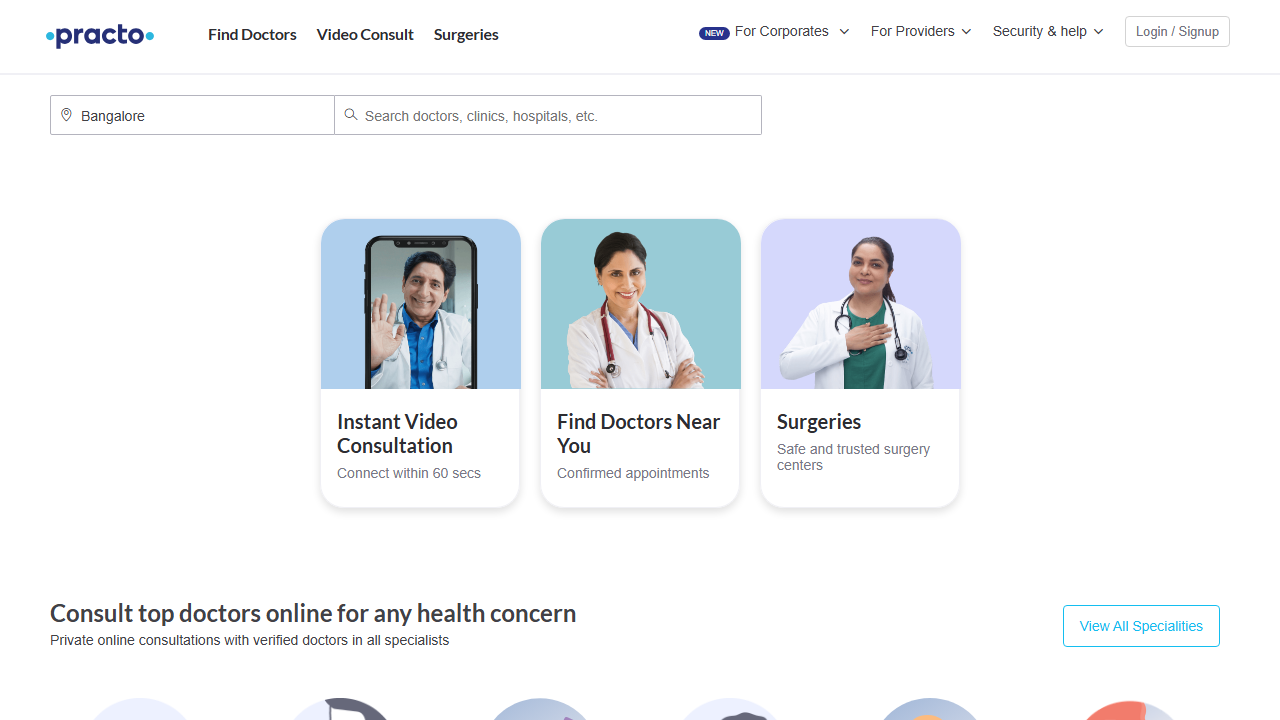 practo
Find Doctors
Video Consult
Surgeries
NEW For Corporates
For Providers
Security & help
Login / Signup
Bangalore
Search doctors, clinics, hospitals, etc.
Instant Video
Consultation
Connect within 60 secs
Find Doctors Near
You
Confirmed appointments
Surgeries
Safe and trusted surgery
centers
Consult top doctors online for any health concern
Private online consultations with verified doctors in all specialists
View All Specialities